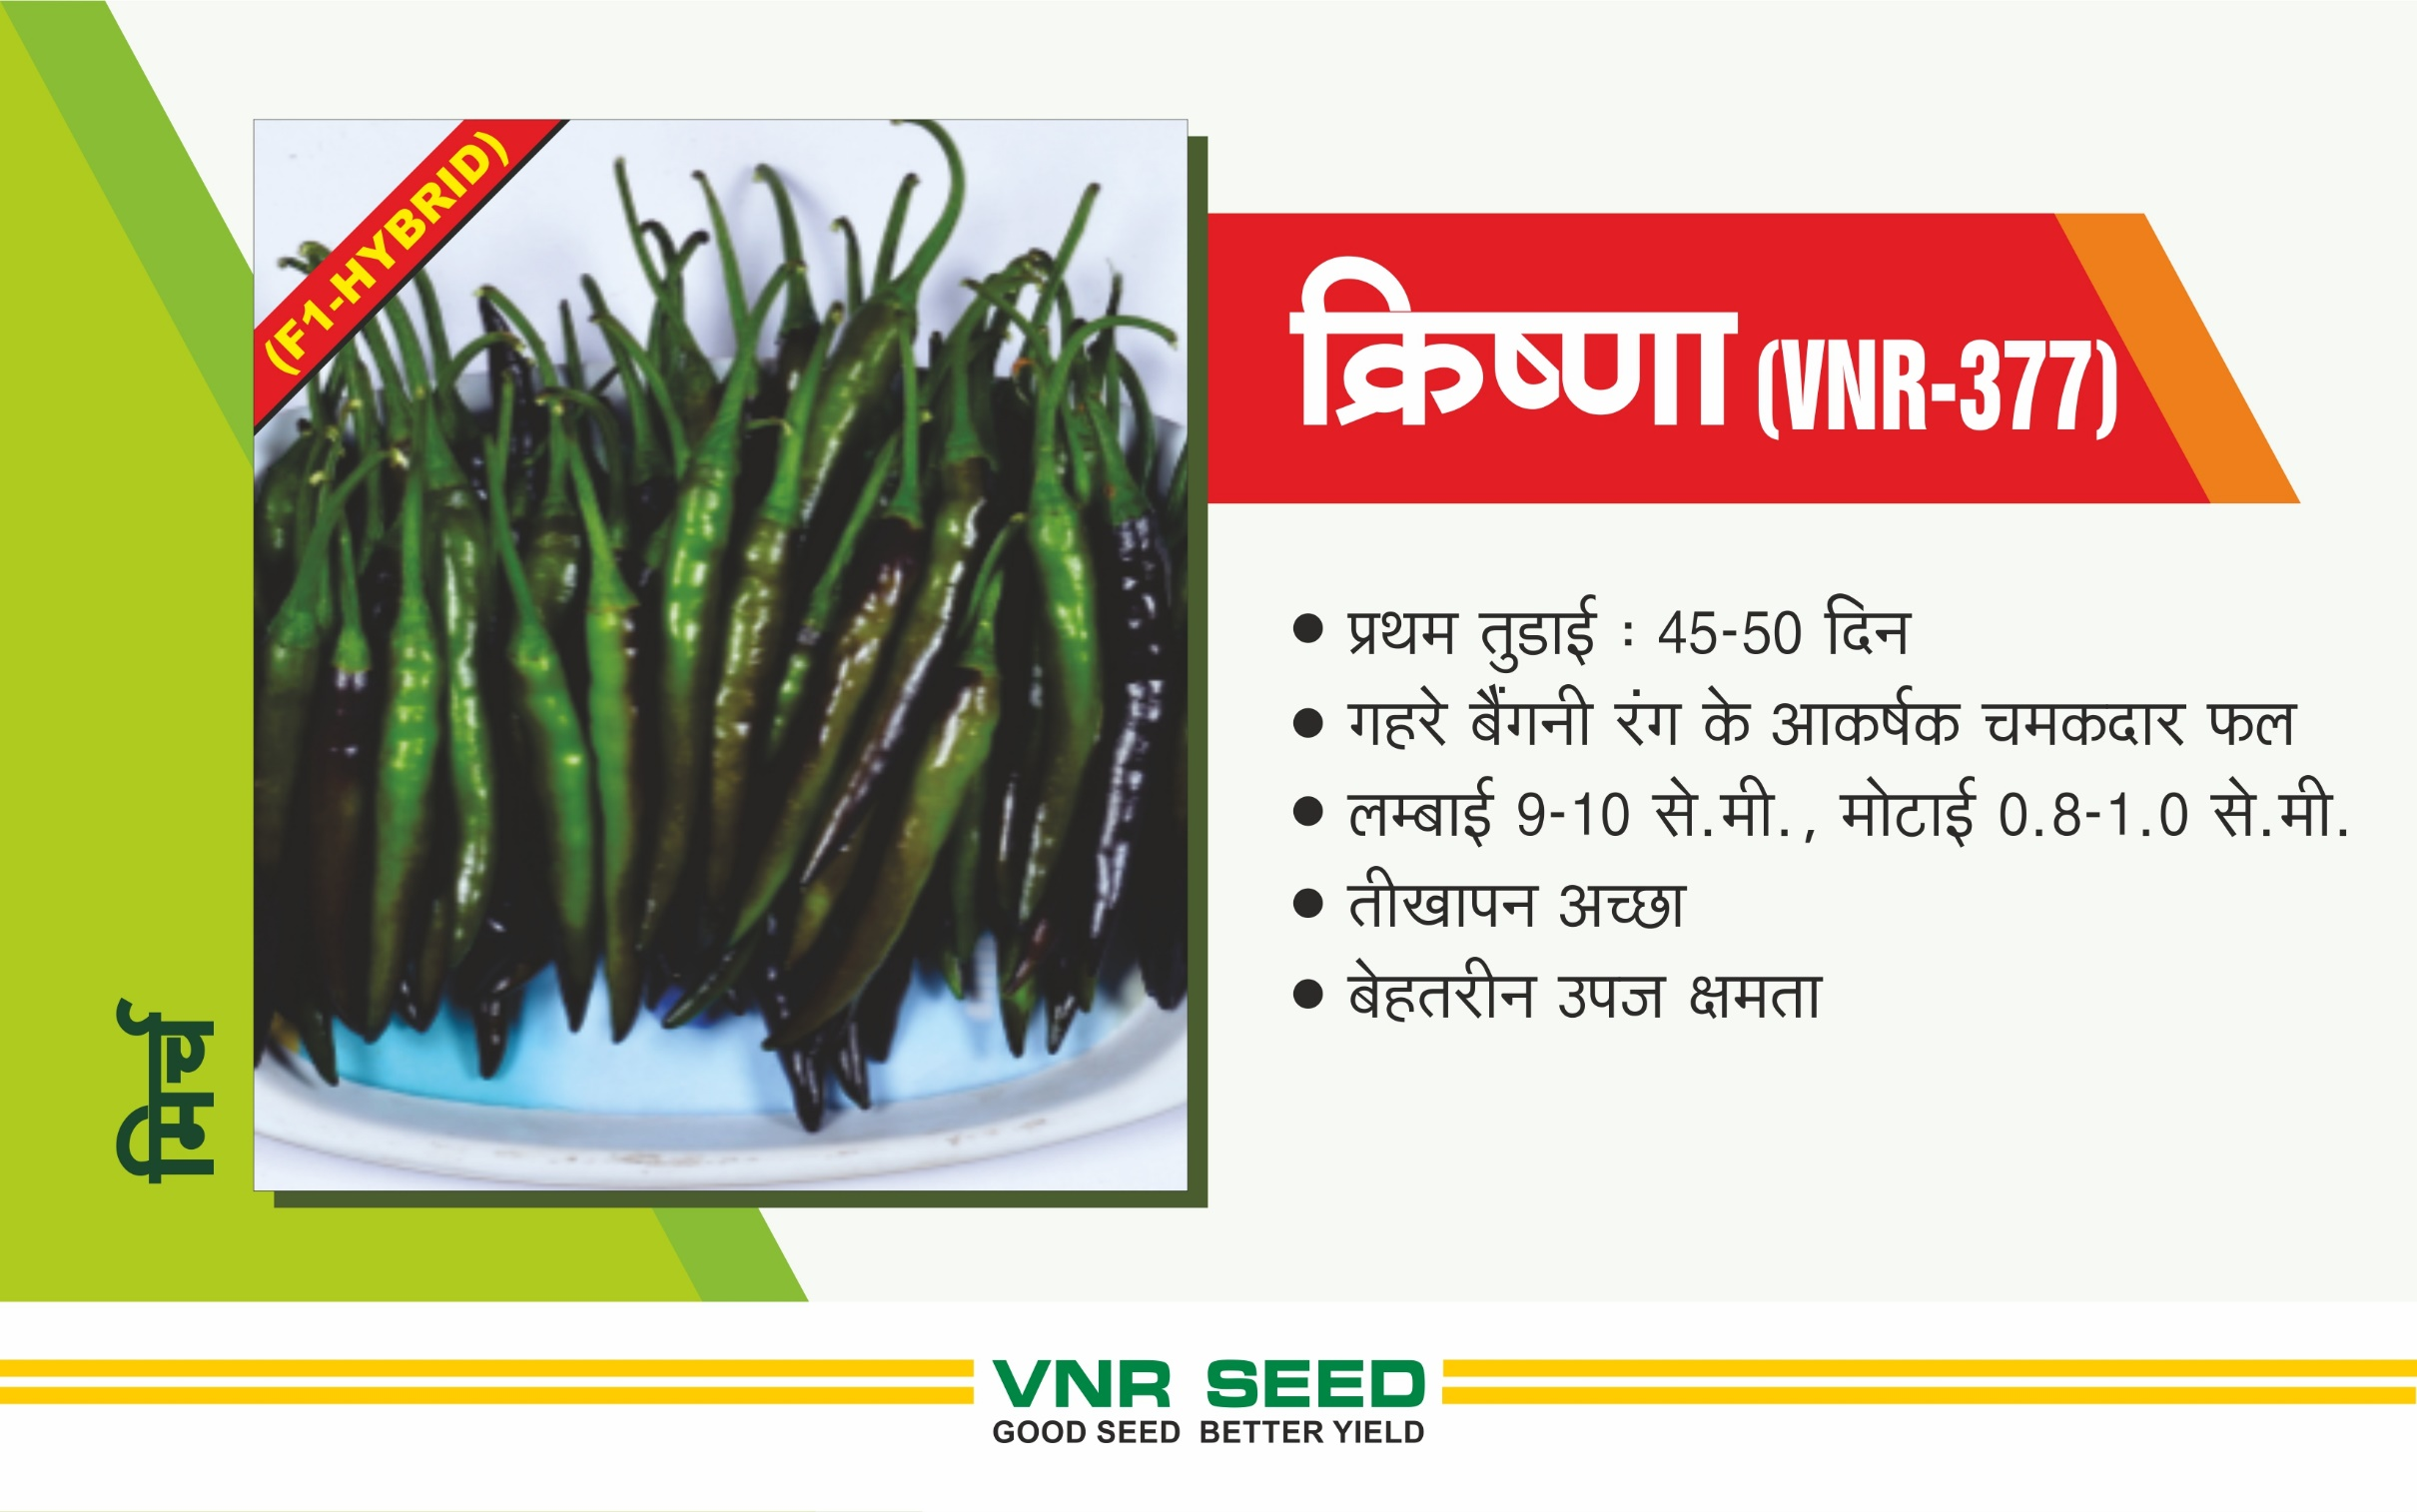 (F1-HYBRID)
क्रिष्णा (VNR-377)
● प्रथम तुडाई : 45-50 दिन
● गहरे बैंगनी रंग के आकर्षक चमकदार फल
● लम्बाई 9-10 से.मी., मोटाई 0.8-1.0 से.मी.
● तीखापन अच्छा
● बेहतरीन उपज क्षमता
मिर्च
VNR SEED
GOOD SEED BETTER YIELD